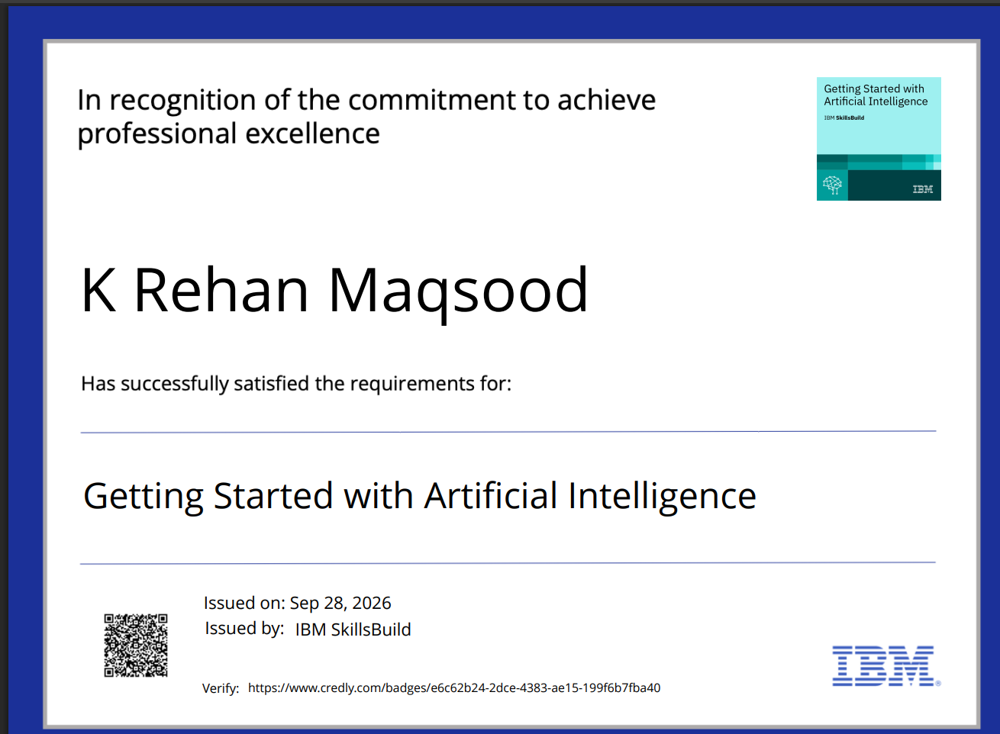 In recognition of the commitment to achieve
professional excellence
Getting Started with
Artificial Intelligence
IBM SkillsBuild
IBM
K Rehan Maqsood
Has successfully satisfied the requirements for:
Getting Started with Artificial Intelligence
Issued on: Sep 28, 2026
Issued by: IBM SkillsBuild
Verify: https://www.credly.com/badges/e6c62b24-2dce-4383-ae15-199f6b7fba40
IBM®